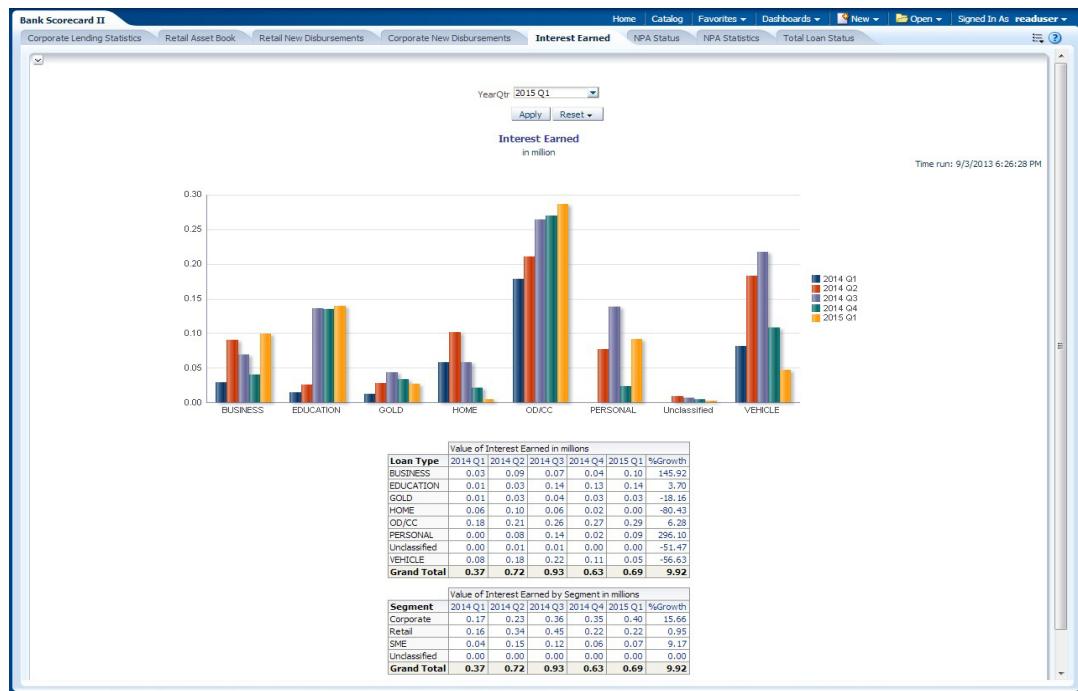 Bank Scorecard II
Home Catalog Favorites Dashboards New Open Signed In As readuser
Corporate Lending Statistics Retail Asset Book Retail New Disbursements Corporate New Disbursements Interest Earned NPA Status NPA Statistics Total Loan Status
YearQtr 2015 Q1
Apply Reset
Interest Earned
in million
Time run: 9/3/2013 6:26:28 PM
0.30
0.25
0.20
0.15
0.10
0.05
0.00
2014 Q1
2014 Q2
2014 Q3
2014 Q4
2015 Q1
BUSINESS EDUCATION GOLD HOME OD/CC PERSONAL Unclassified VEHICLE
Value of Interest Earned in millions
Loan Type 2014 Q1 2014 Q2 2014 Q3 2014 Q4 2015 Q1 %Growth
BUSINESS 0.03 0.09 0.07 0.04 0.10 145.92
EDUCATION 0.01 0.03 0.14 0.13 0.14 3.70
GOLD 0.01 0.03 0.04 0.03 0.03 -18.16
HOME 0.06 0.10 0.06 0.02 0.00 -80.43
OD/CC 0.18 0.21 0.26 0.27 0.29 6.28
PERSONAL 0.00 0.08 0.14 0.02 0.09 296.10
Unclassified 0.00 0.01 0.01 0.00 0.00 -51.47
VEHICLE 0.08 0.18 0.22 0.11 0.05 -56.63
Grand Total 0.37 0.72 0.93 0.63 0.69 9.92
Value of Interest Earned by Segment in millions
Segment 2014 Q1 2014 Q2 2014 Q3 2014 Q4 2015 Q1 %Growth
Corporate 0.17 0.23 0.36 0.35 0.40 15.66
Retail 0.16 0.34 0.45 0.22 0.22 0.95
SME 0.04 0.15 0.12 0.06 0.07 9.17
Unclassified 0.00 0.00 0.00 0.00 0.00 0.00
Grand Total 0.37 0.72 0.93 0.63 0.69 9.92